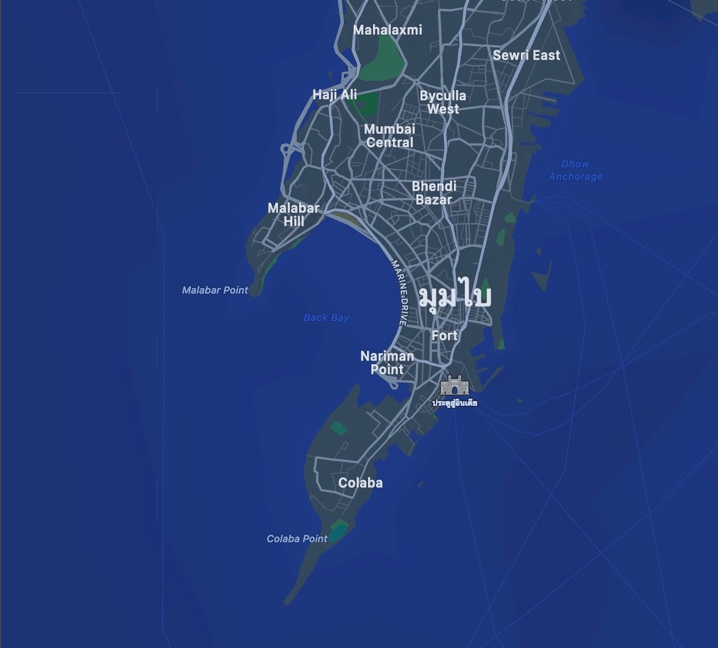 Mahalaxmi
Sewri East
Haji Ali
Byculla
West
Mumbai
Central
Dhow
Anchorage
Bhendi
Bazar
Malabar
Hill
Malabar Point
MARINE DRIVE
มุมไบ
Back Bay
Fort
Nariman
Point
ประตูสู่อินเดีย
Colaba
Colaba Point